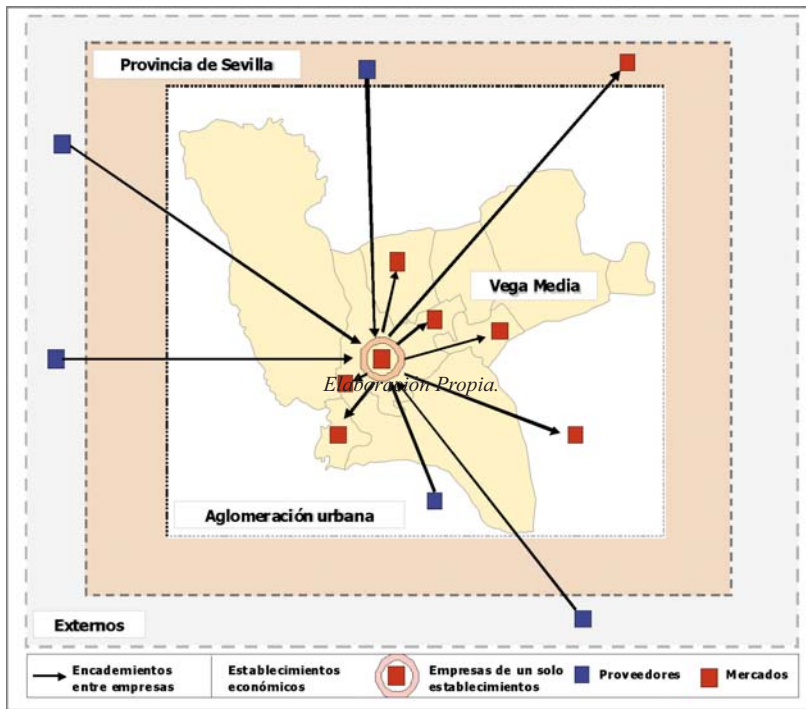 Provincia de Sevilla
Vega Media
Elaboración Propia.
Aglomeración urbana
Externos
Encademientos
entre empresas
Establecimientos
económicos
Empresas de un solo
establecimientos
Proveedores
Mercados